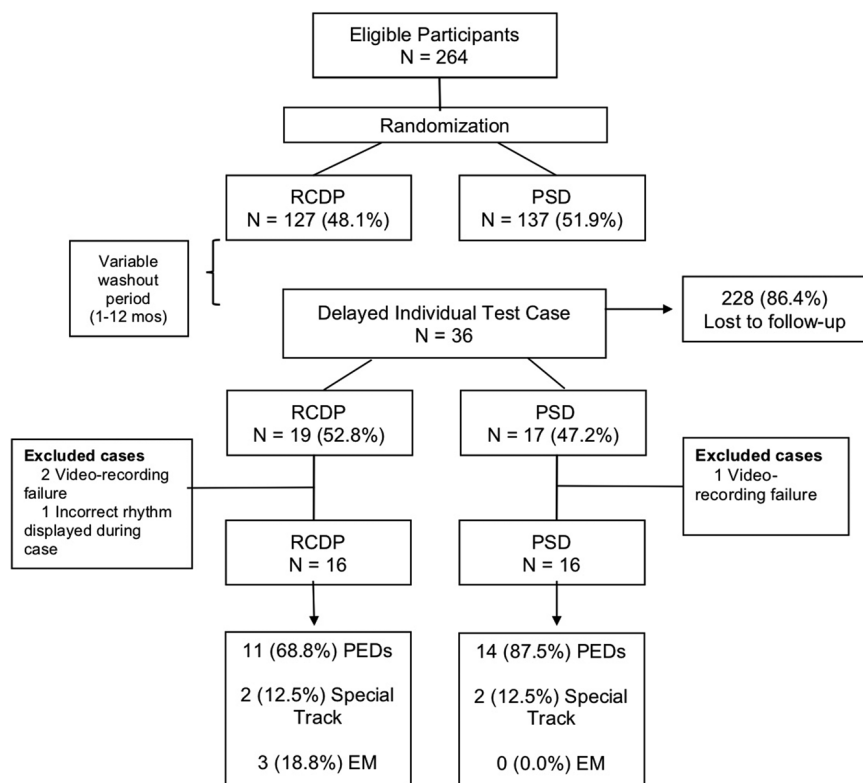 Eligible Participants
N = 264
Randomization
RCDP
N = 127 (48.1%)
PSD
N = 137 (51.9%)
Variable
washout
period
(1-12 mos)
Delayed Individual Test Case
N = 36
228 (86.4%)
Lost to follow-up
RCDP
N = 19 (52.8%)
PSD
N = 17 (47.2%)
Excluded cases
2 Video-recording
failure
1 Incorrect rhythm
displayed during
case
Excluded cases
1 Video-
recording failure
RCDP
N = 16
PSD
N = 16
11 (68.8%) PEDs
2 (12.5%) Special
Track
3 (18.8%) EM
14 (87.5%) PEDs
2 (12.5%) Special
Track
0 (0.0%) EM